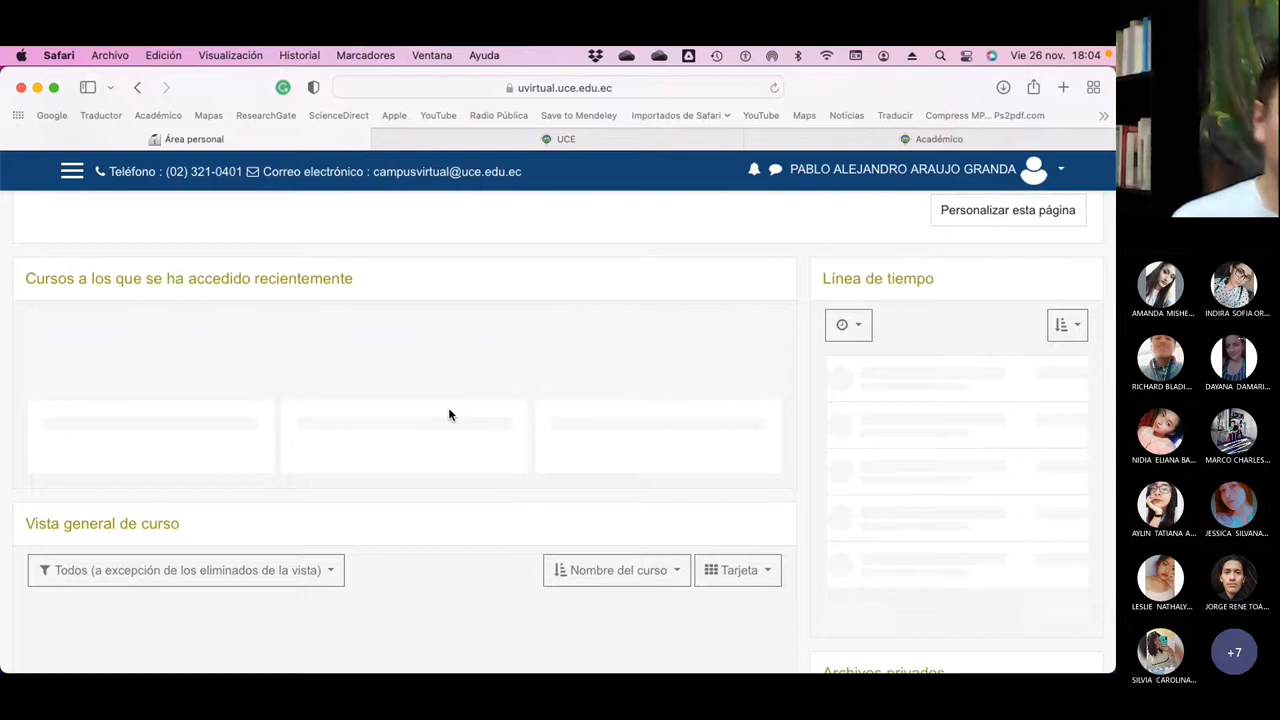 Safari Archivo Edición Visualización Historial Marcadores Ventana Ayuda Vie 26 nov. 18:04
uvirtual.uce.edu.ec
Google Traductor Académico Mapas ResearchGate ScienceDirect Apple YouTube Radio Pública Save to Mendeley Importados de Safari YouTube Maps Noticias Traducir Compress MP... Ps2pdf.com
Área personal UCE Académico
Teléfono : (02) 321-0401 Correo electrónico : campusvirtual@uce.edu.ec PABLO ALEJANDRO ARAUJO GRANDA
Personalizar esta página
Cursos a los que se ha accedido recientemente
Línea de tiempo
Vista general de curso
Todos (a excepción de los eliminados de la vista) Nombre del curso Tarjeta
Archivos privados
AMANDA MISHE... INDIRA SOFIA OR...
RICHARD BLADI... DAYANA DAMARI...
NIDIA ELIANA BA... MARCO CHARLES...
AYLIN TATIANA A... JESSICA SILVANA...
LESLIE NATHALY... JORGE RENE TOA...
SILVIA CAROLINA... +7